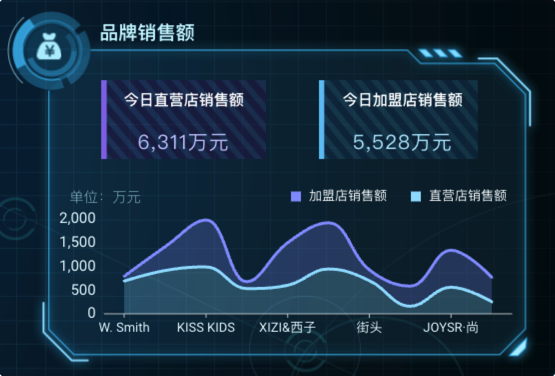 品牌销售额
¥
今日直营店销售额
6,311万元
今日加盟店销售额
5,528万元
单位：万元
加盟店销售额 直营店销售额
2,000
1,500
1,000
500
0
W. Smith KISS KIDS XIZI&西子 街头 JOYSR·尚